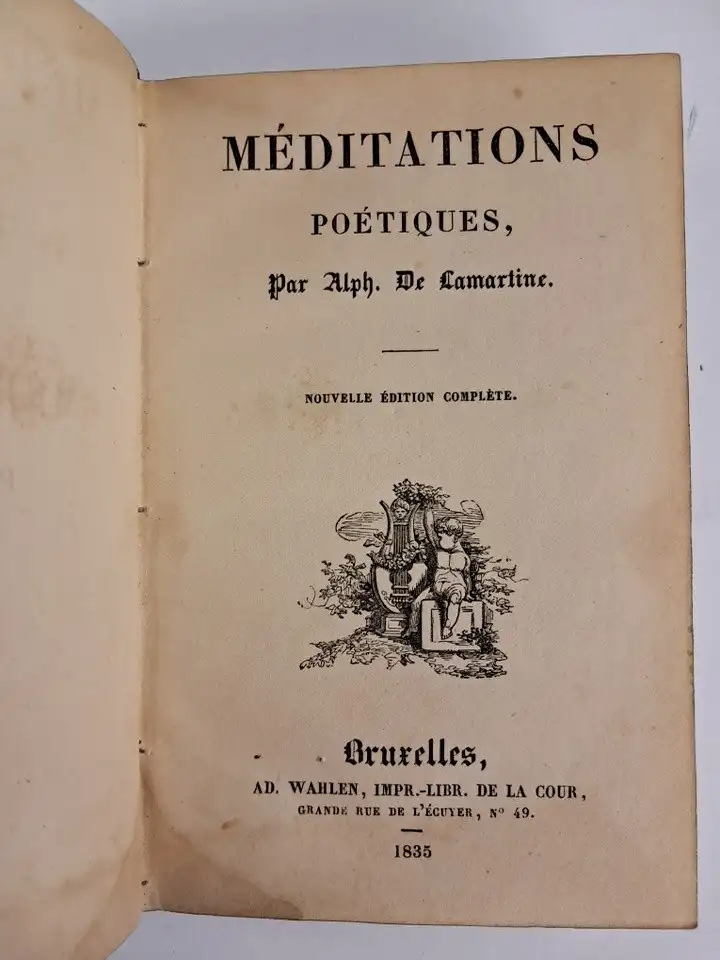 MÉDITATIONS
POÉTIQUES,
Par Alph. De Lamartine.
NOUVELLE ÉDITION COMPLÈTE.
Bruxelles,
AD. WAHLEN, IMPR.-LIBR. DE LA COUR,
GRANDE RUE DE L'ÉCUYER, Nº 49.
1835